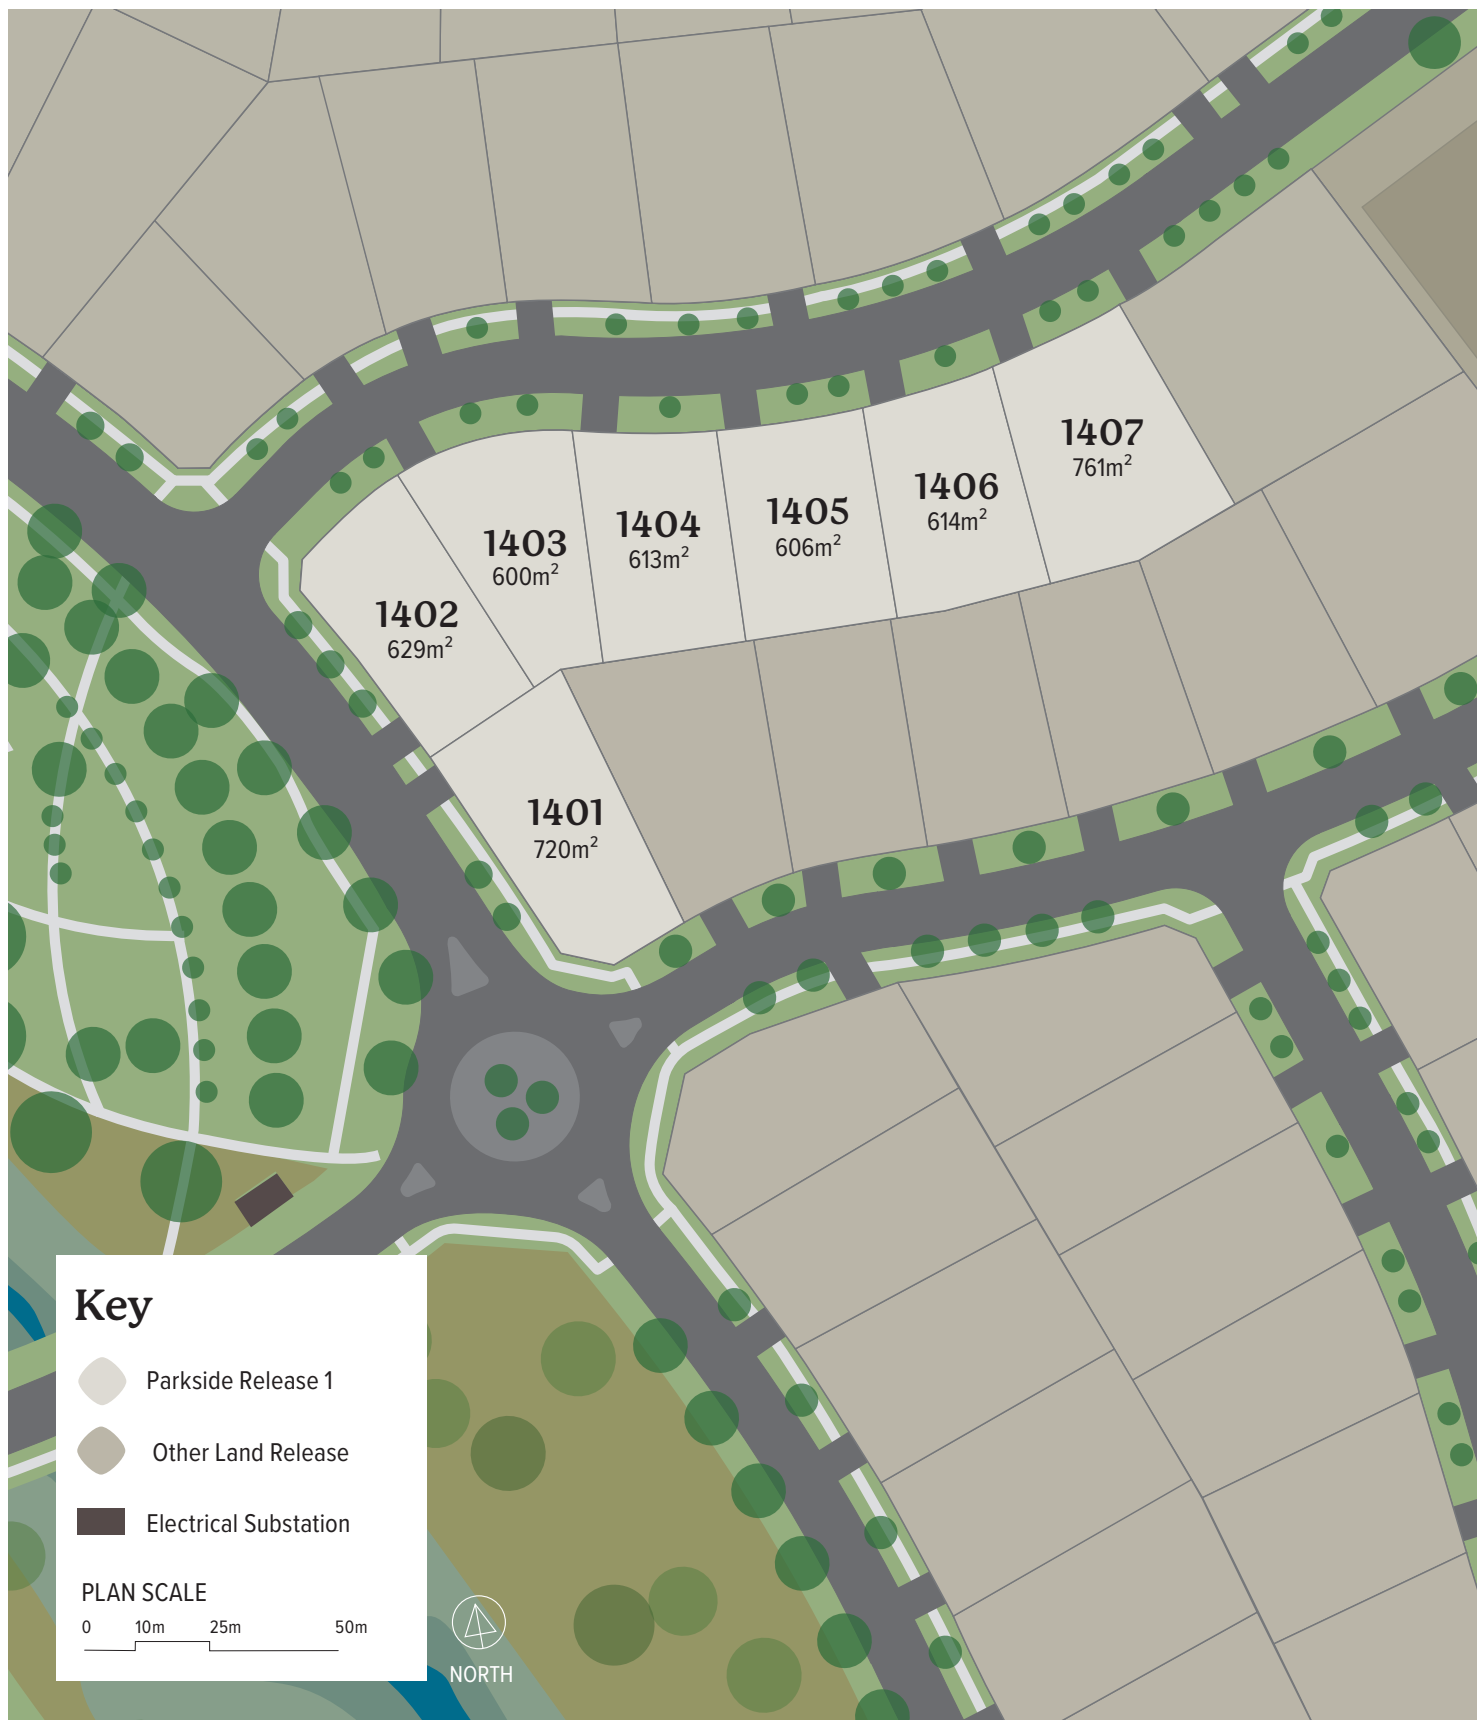 1407
761m²
1406
614m²
1405
606m²
1404
613m²
1403
600m²
1402
629m²
1401
720m²
Key
Parkside Release 1
Other Land Release
Electrical Substation
PLAN SCALE
0 10m 25m 50m
NORTH